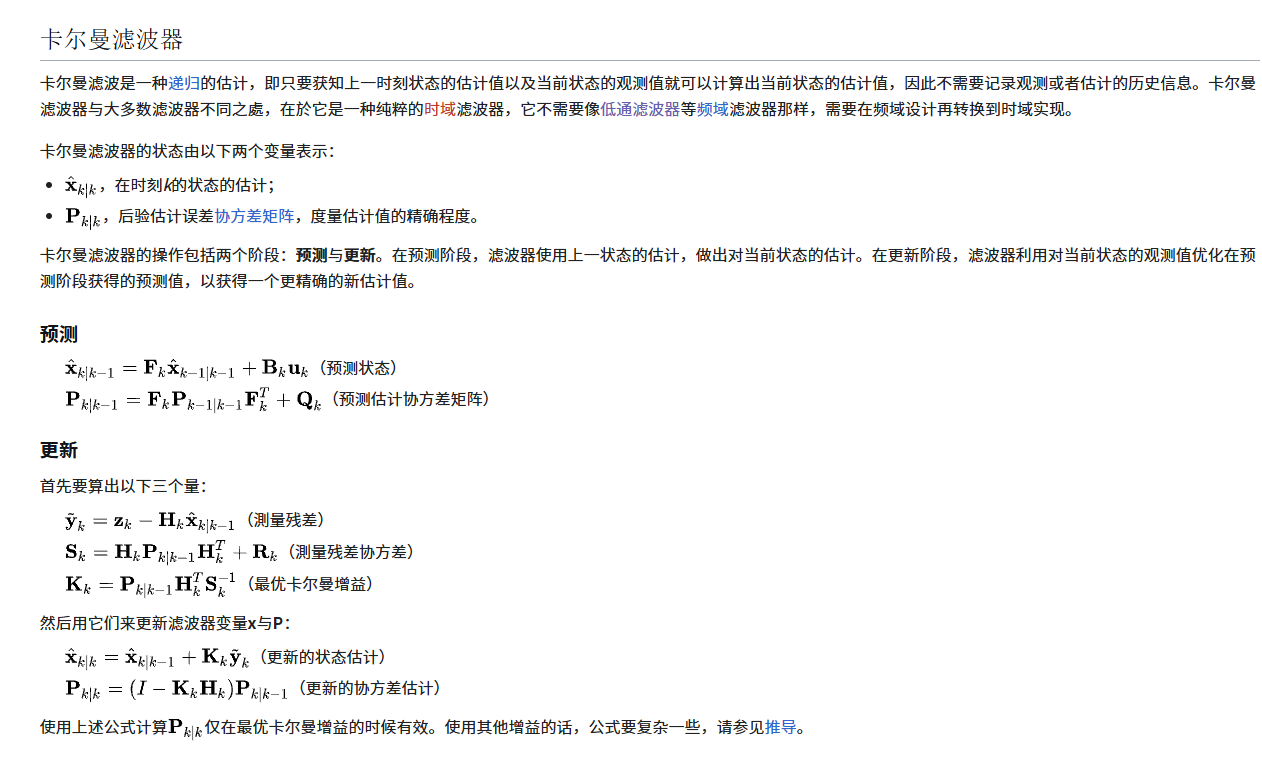 卡尔曼滤波器
卡尔曼滤波是一种递归的估计，即只要获知上一时刻状态的估计值以及当前状态的观测值就可以计算出当前状态的估计值，因此不需要记录观测或者估计的历史信息。卡尔曼
滤波器与大多数滤波器不同之處，在於它是一种纯粹的时域滤波器，它不需要像低通滤波器等频域滤波器那样，需要在频域设计再转换到时域实现。
卡尔曼滤波器的状态由以下两个变量表示：
• $\hat{\mathbf{x}}_{k|k}$，在时刻k的状态的估计；
• $\mathbf{P}_{k|k}$，后验估计误差协方差矩阵，度量估计值的精确程度。
卡尔曼滤波器的操作包括两个阶段：预测与更新。在预测阶段，滤波器使用上一状态的估计，做出对当前状态的估计。在更新阶段，滤波器利用对当前状态的观测值优化在预
测阶段获得的预测值，以获得一个更精确的新估计值。
预测
$\hat{\mathbf{x}}_{k|k-1} = \mathbf{F}_k \hat{\mathbf{x}}_{k-1|k-1} + \mathbf{B}_k \mathbf{u}_k$（预测状态）
$\mathbf{P}_{k|k-1} = \mathbf{F}_k \mathbf{P}_{k-1|k-1} \mathbf{F}_k^T + \mathbf{Q}_k$（预测估计协方差矩阵）
更新
首先要算出以下三个量：
$\tilde{\mathbf{y}}_k = \mathbf{z}_k - \mathbf{H}_k \hat{\mathbf{x}}_{k|k-1}$（測量残差）
$\mathbf{S}_k = \mathbf{H}_k \mathbf{P}_{k|k-1} \mathbf{H}_k^T + \mathbf{R}_k$（測量残差协方差）
$\mathbf{K}_k = \mathbf{P}_{k|k-1} \mathbf{H}_k^T \mathbf{S}_k^{-1}$（最优卡尔曼增益）
然后用它们来更新滤波器变量x与P：
$\hat{\mathbf{x}}_{k|k} = \hat{\mathbf{x}}_{k|k-1} + \mathbf{K}_k \tilde{\mathbf{y}}_k$（更新的状态估计）
$\mathbf{P}_{k|k} = (I - \mathbf{K}_k \mathbf{H}_k) \mathbf{P}_{k|k-1}$（更新的协方差估计）
使用上述公式计算$\mathbf{P}_{k|k}$仅在最优卡尔曼增益的时候有效。使用其他增益的话，公式要复杂一些，请参见推导。